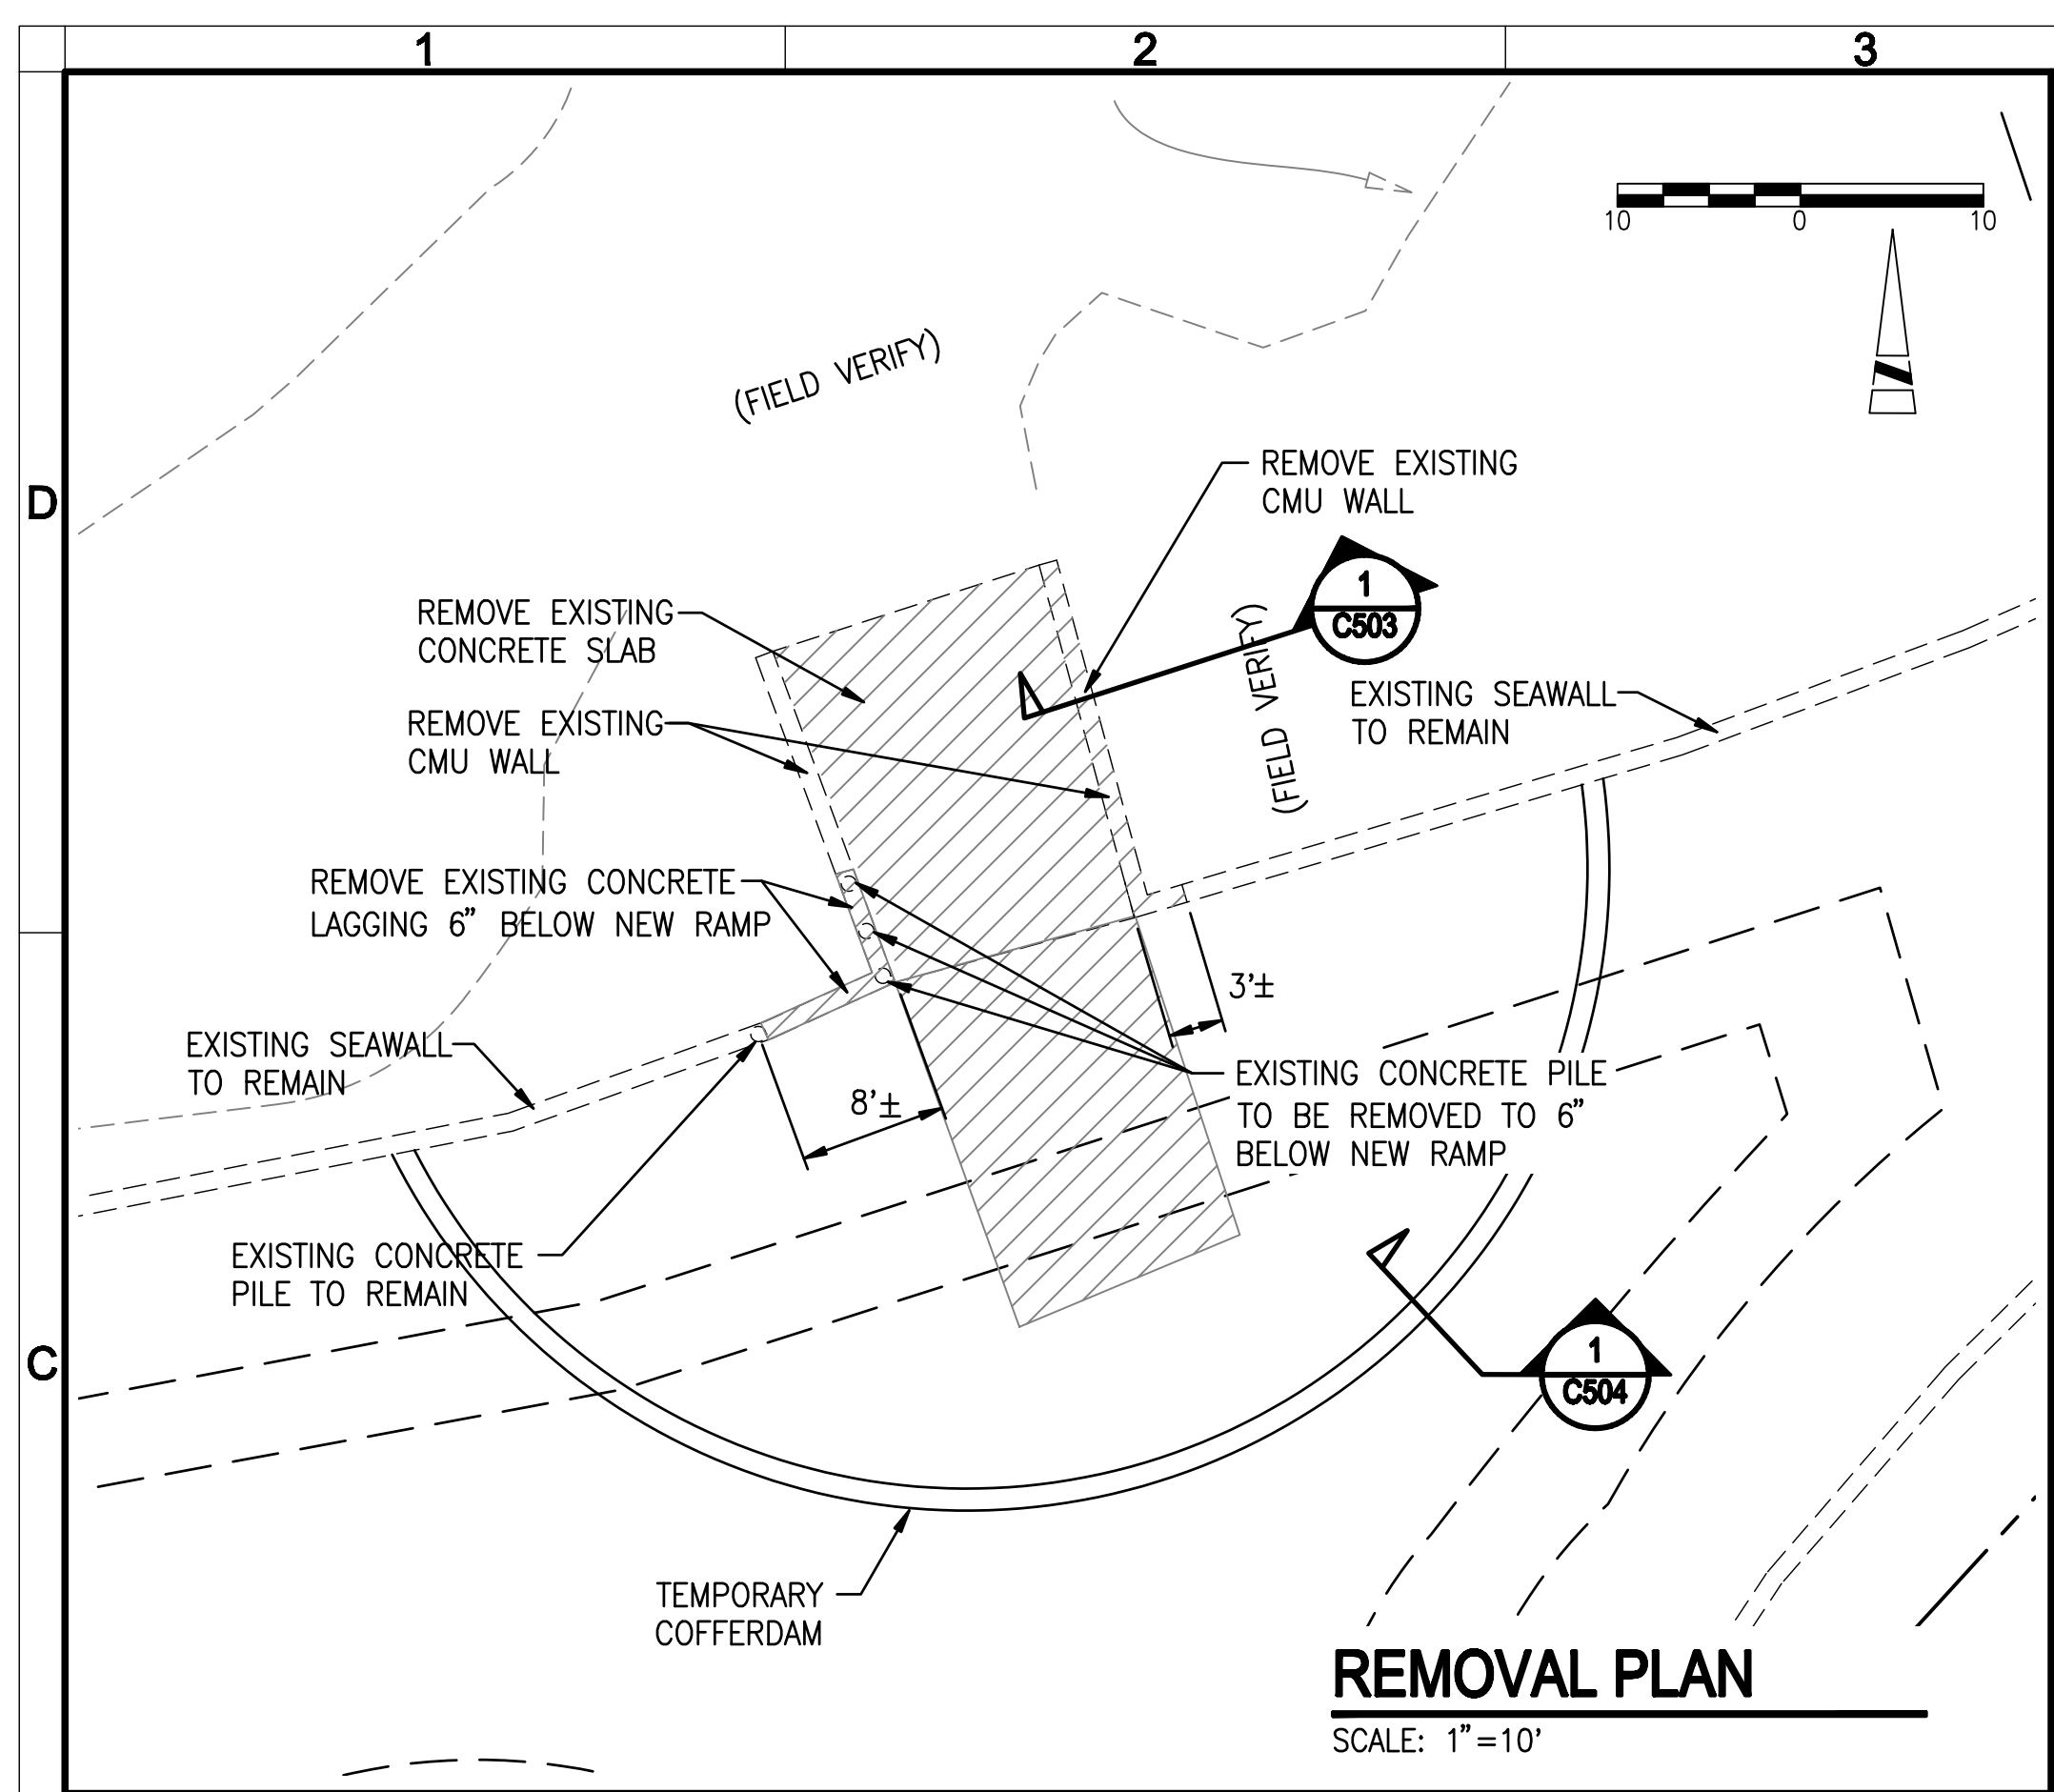 1
2
3
10
0
10
(FIELD VERIFY)
REMOVE EXISTING
CMU WALL
D
1
C503
REMOVE EXISTING
CONCRETE SLAB
(FIELD VERIFY)
EXISTING SEAWALL
TO REMAIN
REMOVE EXISTING
CMU WALL
REMOVE EXISTING CONCRETE
LAGGING 6" BELOW NEW RAMP
3'±
EXISTING SEAWALL
TO REMAIN
8'±
EXISTING CONCRETE PILE
TO BE REMOVED TO 6"
BELOW NEW RAMP
EXISTING CONCRETE
PILE TO REMAIN
C
1
C504
TEMPORARY
COFFERDAM
REMOVAL PLAN
SCALE: 1"=10'